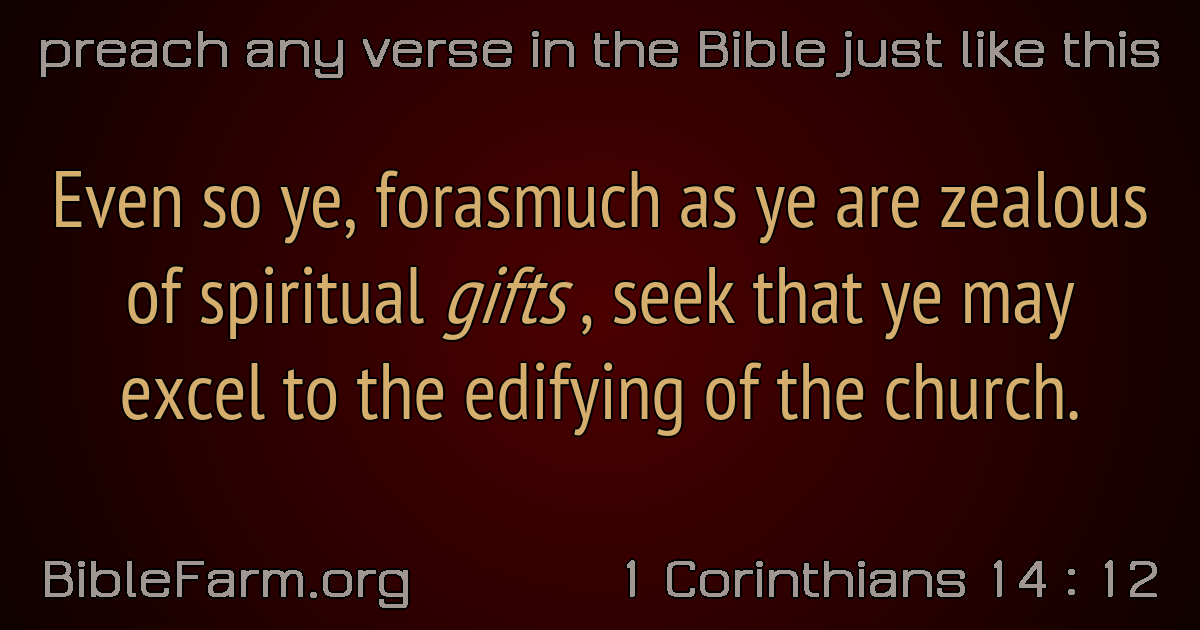 preach any verse in the Bible just like this
Even so ye, forasmuch as ye are zealous
of spiritual gifts , seek that ye may
excel to the edifying of the church.
BibleFarm.org
1 Corinthians 14 : 12